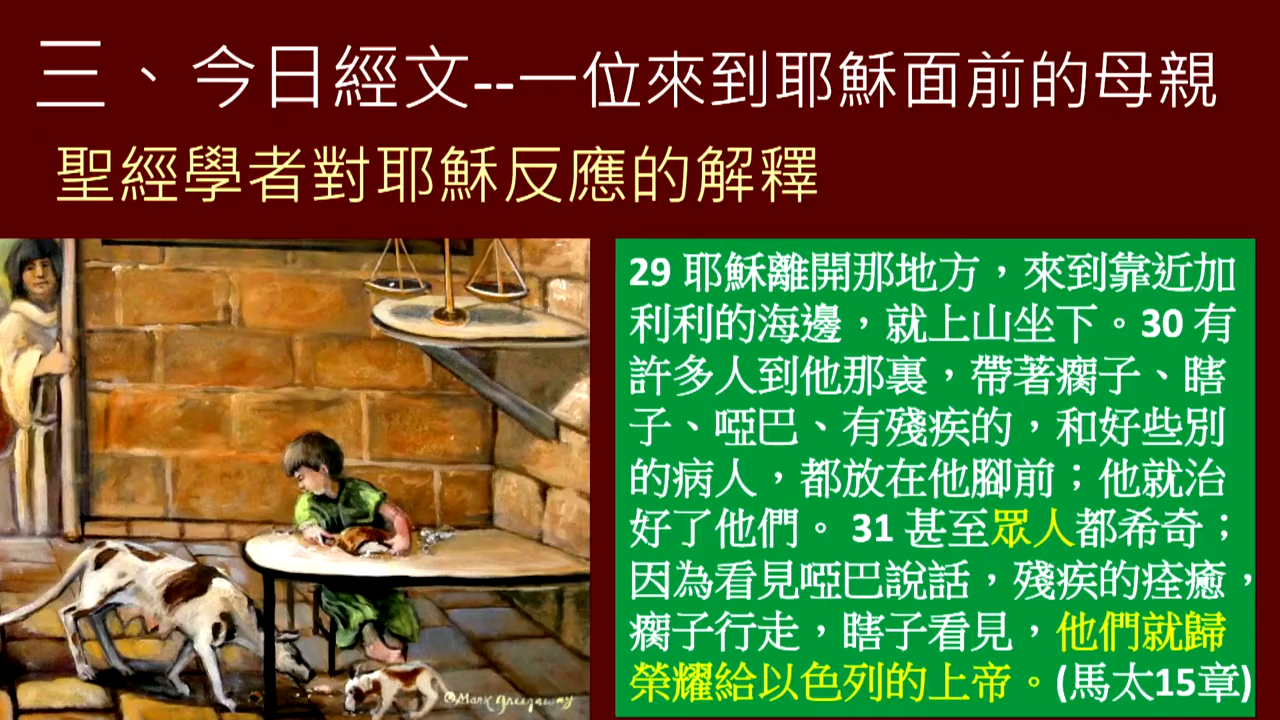 三、今日經文--一位來到耶穌面前的母親
聖經學者對耶穌反應的解釋
29 耶穌離開那地方，來到靠近加
利利的海邊，就上山坐下。30 有
許多人到他那裏，帶著瘸子、瞎
子、啞巴、有殘疾的，和好些別
的病人，都放在他腳前；他就治
好了他們。 31 甚至眾人都希奇；
因為看見啞巴說話，殘疾的痊癒，
瘸子行走，瞎子看見，他們就歸
榮耀給以色列的上帝。(馬太15章)
©Mark Greenaway